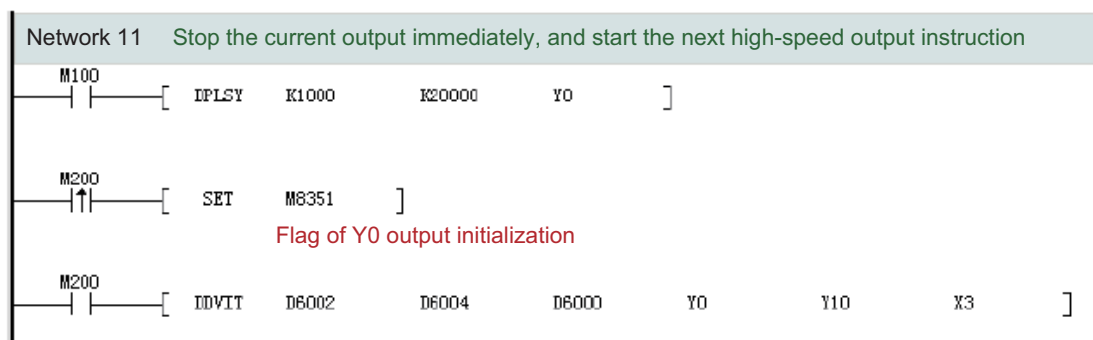 Network 11 Stop the current output immediately, and start the next high-speed output instruction
M100
[ DPLSY K1000 K20000 Y0 ]
M200
[ SET M8351 ]
Flag of Y0 output initialization
M200
[ DDVIT D6002 D6004 D6000 Y0 Y10 X3 ]